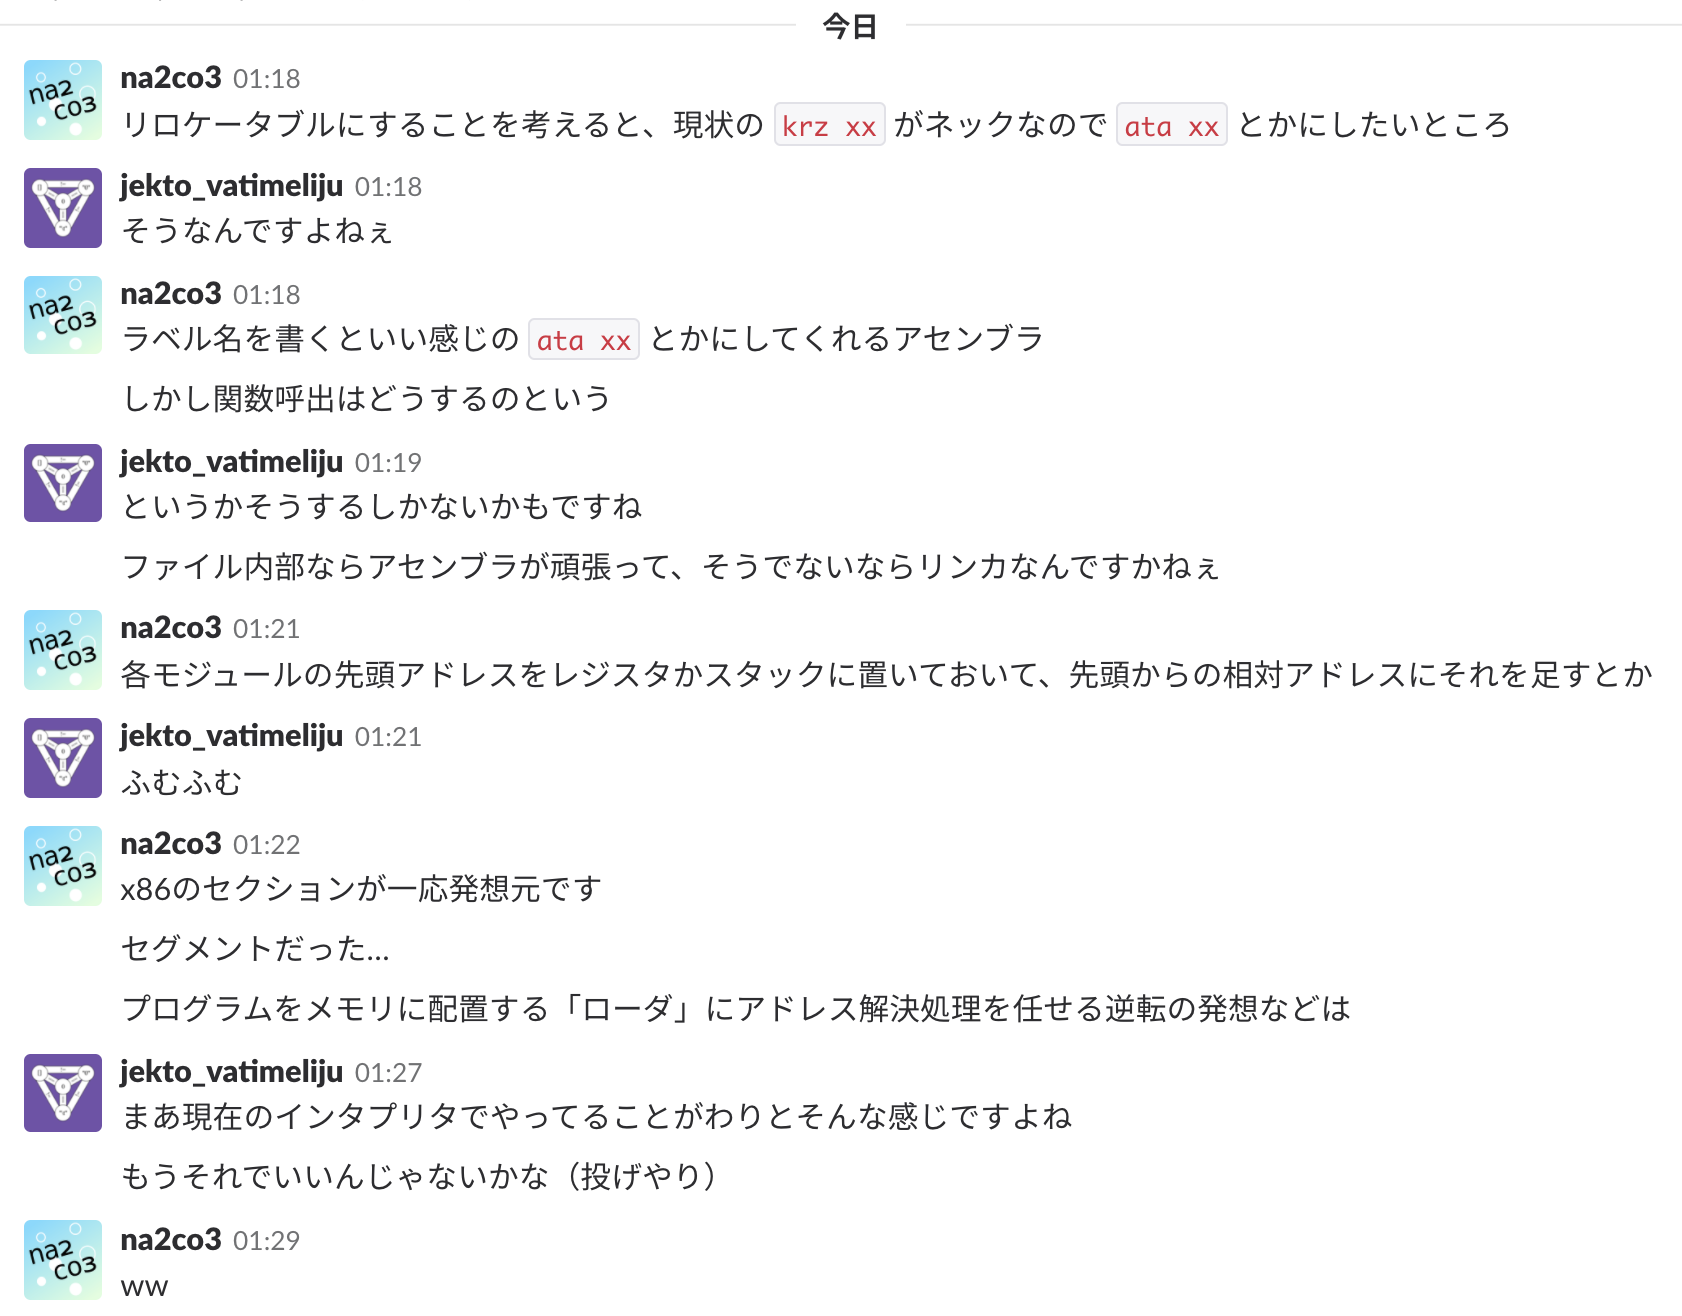 今日
na2co3 01:18
リロケータブルにすることを考えると、現状の krz xx がネックなので ata xx とかにしたいところ
jekto_vatimeliju 01:18
そうなんですよねぇ
na2co3 01:18
ラベル名を書くといい感じの ata xx とかにしてくれるアセンブラ
しかし関数呼出はどうするのという
jekto_vatimeliju 01:19
というかそうするしかないかもですね
ファイル内部ならアセンブラが頑張って、そうでないならリンカなんですかねぇ
na2co3 01:21
各モジュールの先頭アドレスをレジスタかスタックに置いておいて、先頭からの相対アドレスにそれを足すとか
jekto_vatimeliju 01:21
ふむふむ
na2co3 01:22
x86のセクションが一応発想元です
セグメントだった...
プログラムをメモリに配置する「ローダ」にアドレス解決処理を任せる逆転の発想などは
jekto_vatimeliju 01:27
まあ現在のインタプリタでやってることがわりとそんな感じですよね
もうそれでいいんじゃないかな（投げやり）
na2co3 01:29
ww